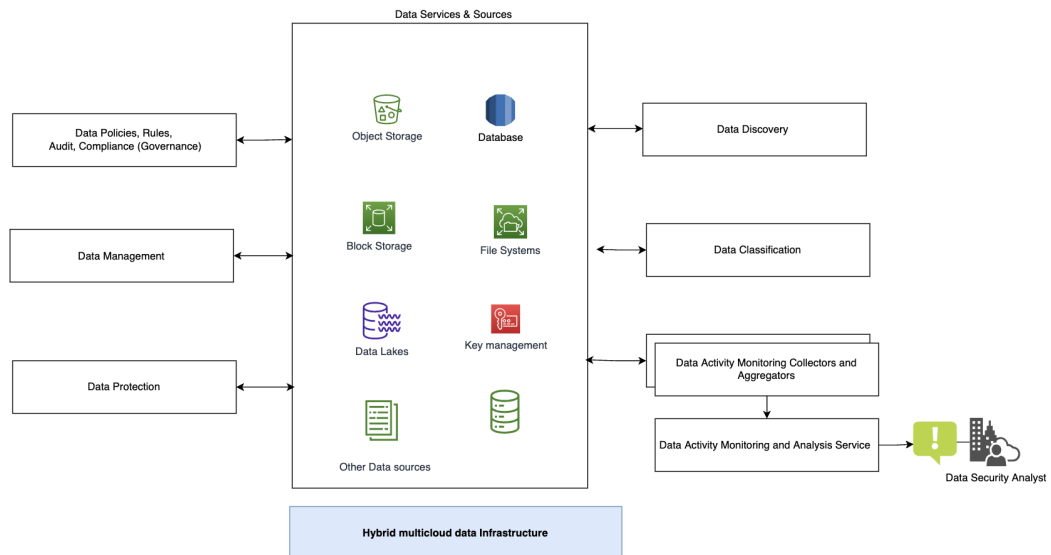 Data Services & Sources
Object Storage
Database
Data Policies, Rules,
Audit, Compliance (Governance)
Data Discovery
Block Storage
File Systems
Data Management
Data Classification
Data Lakes
Key management
Data Activity Monitoring Collectors and
Aggregators
Data Protection
Data Activity Monitoring and Analysis Service
Other Data sources
Data Security Analyst
Hybrid multicloud data Infrastructure